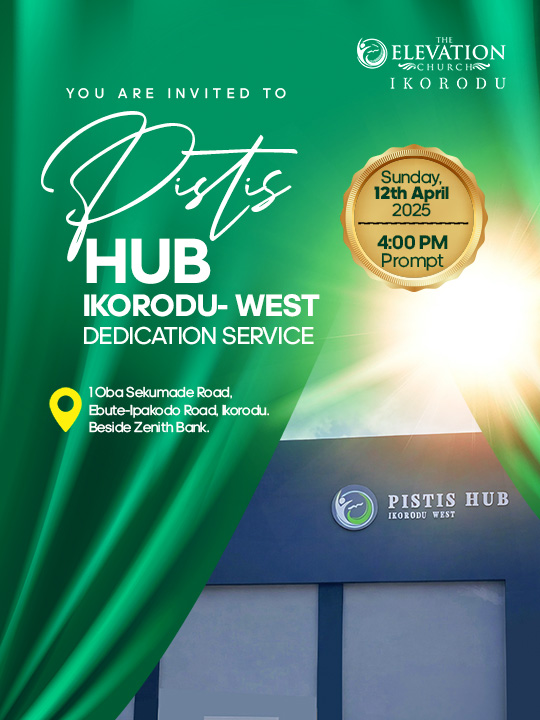 THE
ELEVATION
CHURCH
IKORODU
YOU ARE INVITED TO
Pistis
HUB
IKORODU- WEST
DEDICATION SERVICE
Sunday,
12th April
2025
4:00 PM
Prompt
1 Oba Sekumade Road,
Ebute-Ipakodo Road, Ikorodu.
Beside Zenith Bank.
PISTIS HUB
IKORODU WEST